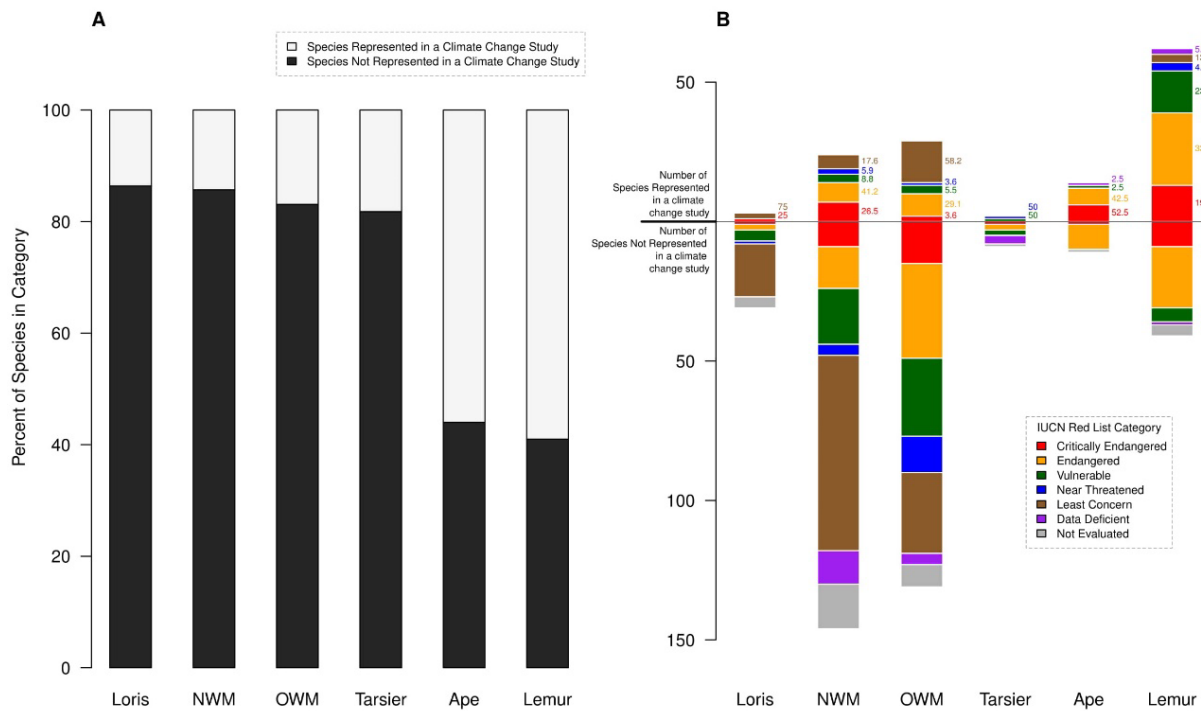 A
Species Represented in a Climate Change Study
Species Not Represented in a Climate Change Study
100
80
60
40
20
0
Percent of Species in Category
Loris
NWM
OWM
Tarsier
Ape
Lemur
B
50
50
100
150
Number of
Species Represented
in a climate
change study
Number of
Species Not Represented
in a climate
change study
75
25
17.6
5.9
8.8
41.2
26.5
58.2
3.6
5.5
29.1
3.6
50
50
2.5
2.5
42.5
52.5
IUCN Red List Category
Critically Endangered
Endangered
Vulnerable
Near Threatened
Least Concern
Data Deficient
Not Evaluated
Loris
NWM
OWM
Tarsier
Ape
Lemur